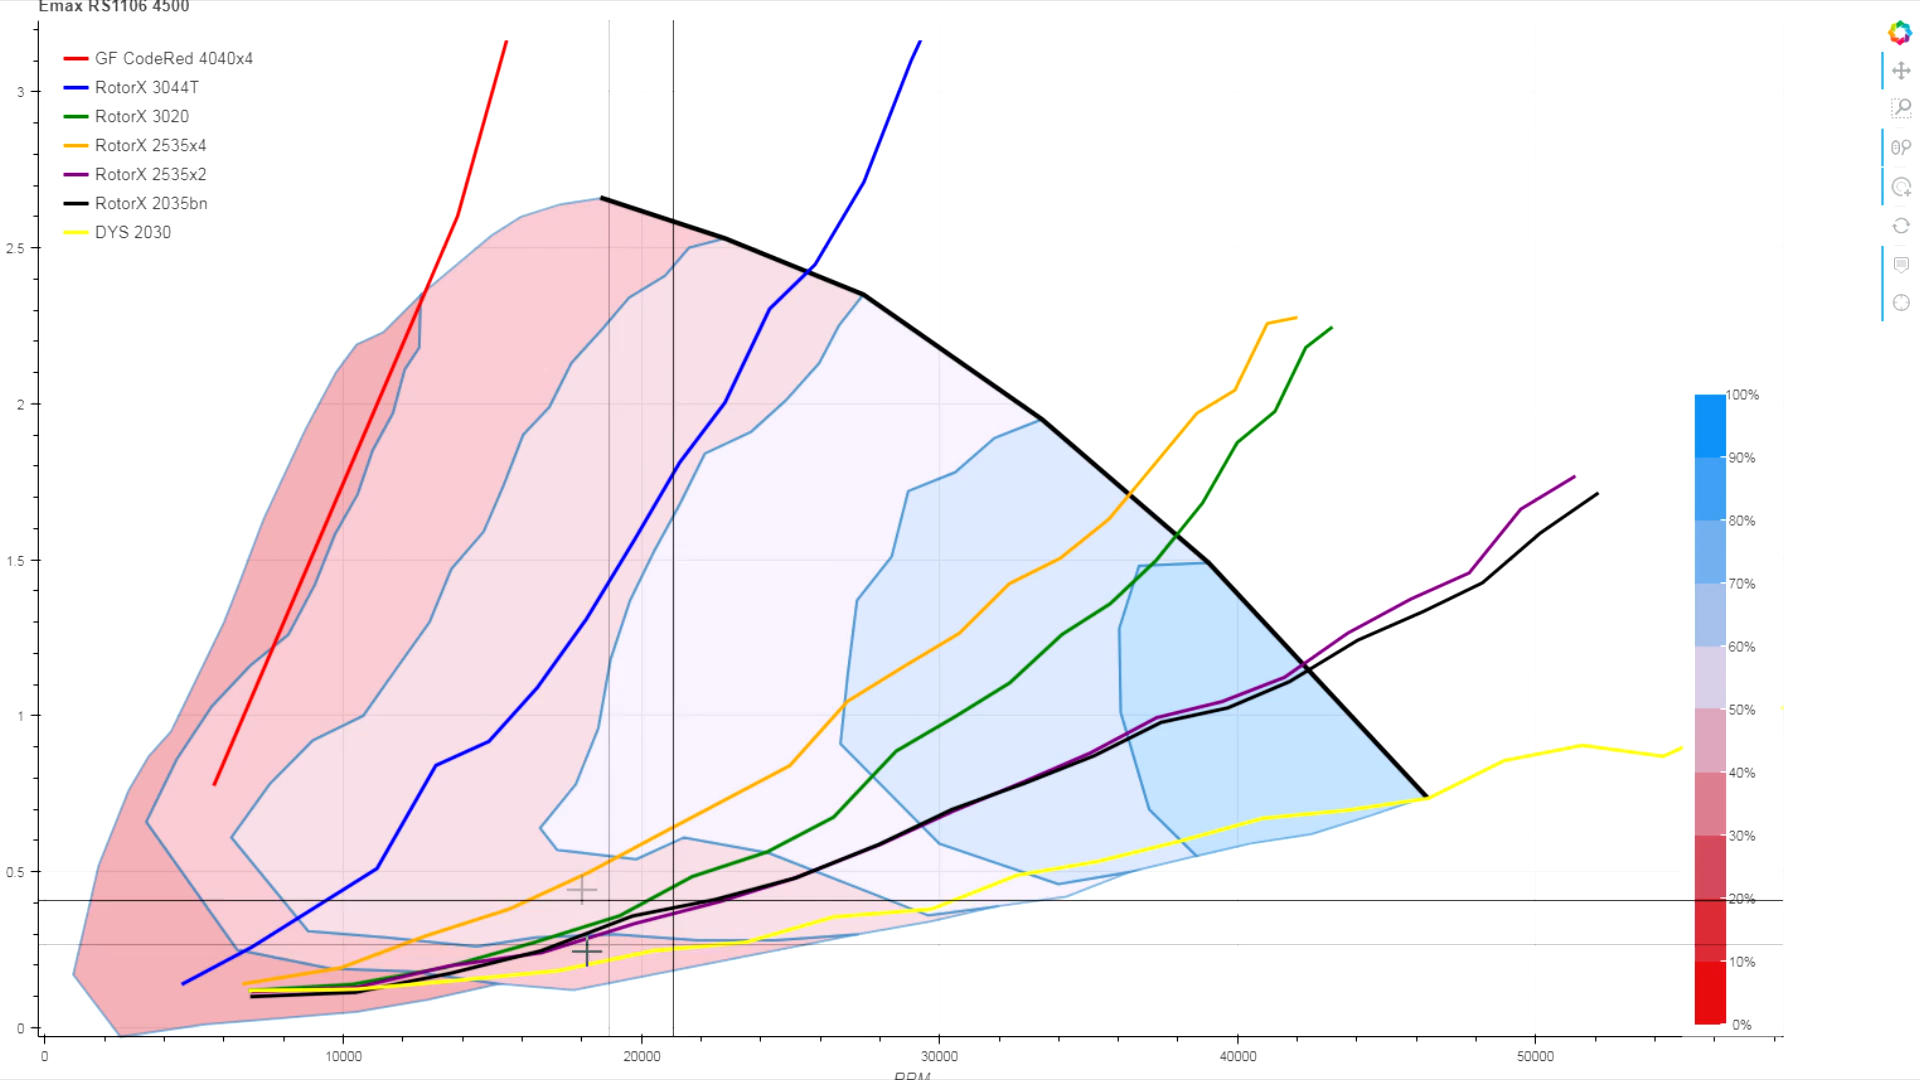 Emax RS1106 4500
GF CodeRed 4040x4
RotorX 3044T
RotorX 3020
RotorX 2535x4
RotorX 2535x2
RotorX 2035bn
DYS 2030
3
2.5
2
1.5
1
0.5
0
0 10000 20000 30000 40000 50000
RPM
100%
90%
80%
70%
60%
50%
40%
30%
20%
10%
0%